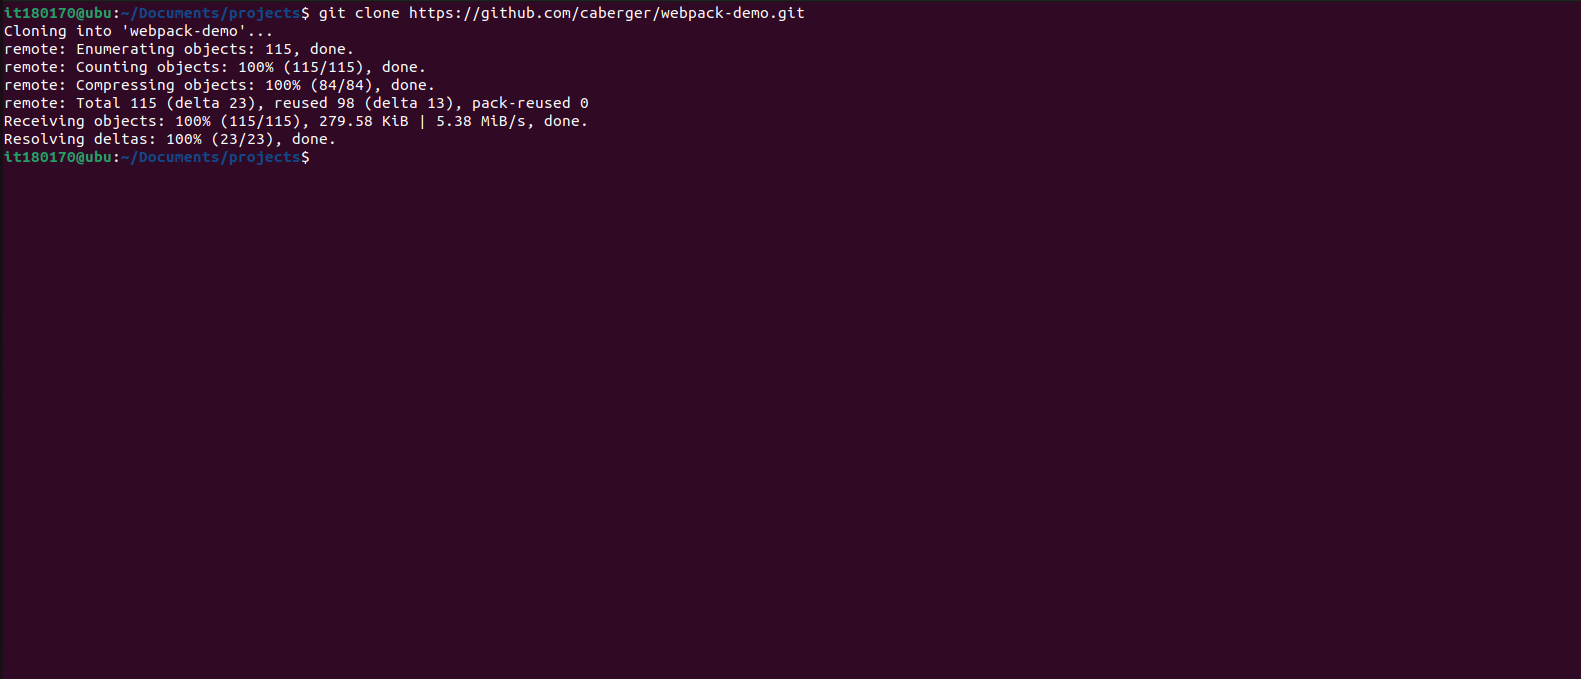 it180170@ubu:~/Documents/projects$ git clone https://github.com/caberger/webpack-demo.git
Cloning into 'webpack-demo'...
remote: Enumerating objects: 115, done.
remote: Counting objects: 100% (115/115), done.
remote: Compressing objects: 100% (84/84), done.
remote: Total 115 (delta 23), reused 98 (delta 13), pack-reused 0
Receiving objects: 100% (115/115), 279.58 KiB | 5.38 MiB/s, done.
Resolving deltas: 100% (23/23), done.
it180170@ubu:~/Documents/projects$